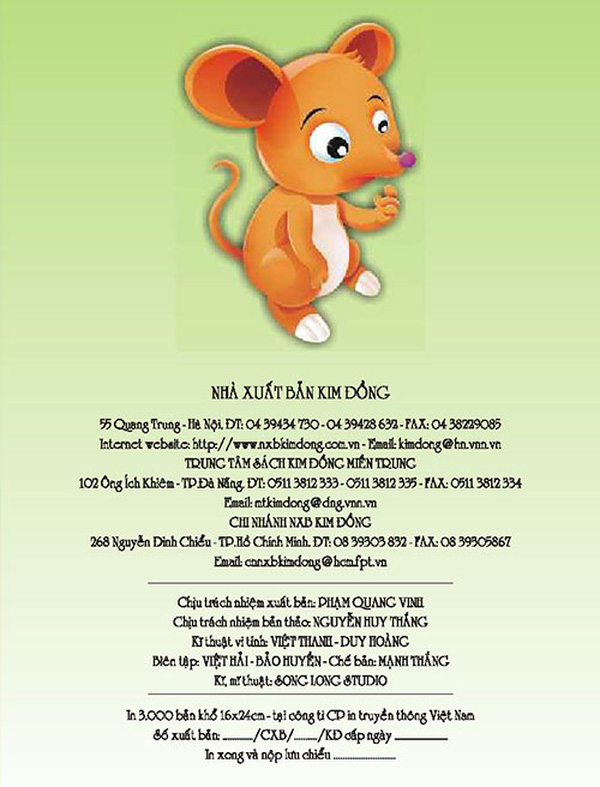 NHÀ XUẤT BẢN KIM ĐỒNG
55 Quang Trung - Hà Nội, ĐT: 04 39434 730 - 04 39428 632 - FAX: 04 38229085
Internet website: http://www.nxbkimdong.com.vn - Email: kimdong@hn.vnn.vn
TRUNG TÂM SÁCH KIM ĐỒNG MIỀN TRUNG
102 Ông Ích Khiêm - TP.Đà Nẵng, ĐT: 0511 3812 333 - 0511 3812 335 - FAX: 0511 3812 334
Email: mtkimdong@dng.vnn.vn
CHI NHÁNH NXB KIM ĐỒNG
268 Nguyễn Đình Chiểu - TP.Hồ Chính Minh. ĐT: 08 39303 832 - FAX: 08 39305867
Email: cnnxbkimdong@hcm.fpt.vn
Chịu trách nhiệm xuất bản: PHẠM QUANG VINH
Chịu trách nhiệm bản thảo: NGUYỄN HUY THẮNG
Kĩ thuật vi tính: VIỆT THANH - DUY HOÀNG
Biên tập: VIỆT HẢI - BẢO HUYỀN - Chế bản: MẠNH THẮNG
Kĩ, mĩ thuật: SONG LONG STUDIO
In 3.000 bản khổ 16x24cm - tại công ti CP in truyền thông Việt Nam
Số xuất bản: ............/CXB/........./KĐ cấp ngày .....................
In xong và nộp lưu chiểu .........................